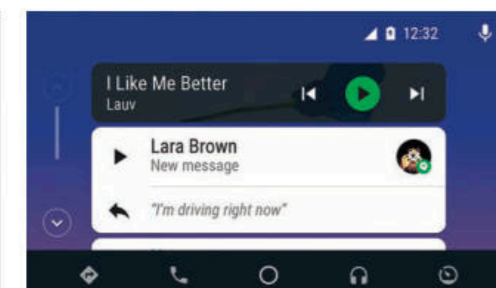 12:32
I Like Me Better
Lauv
Lara Brown
New message
"I'm driving right now"